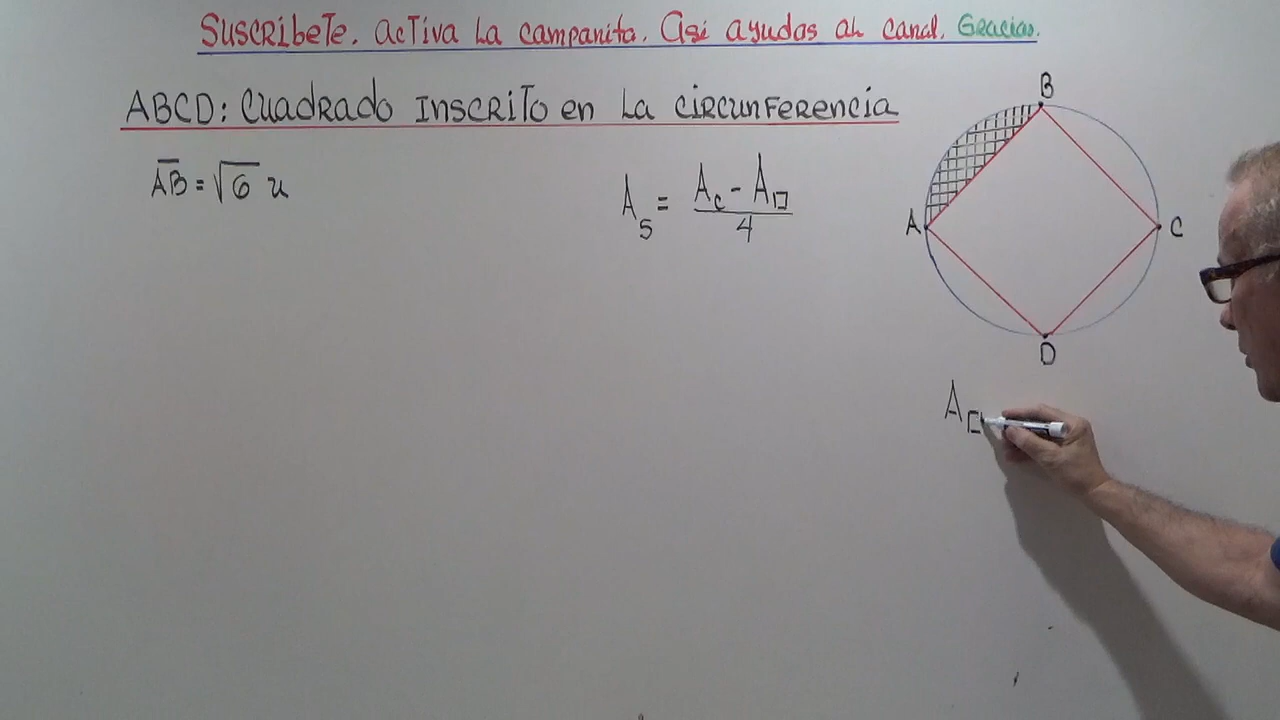 Suscribete. activa la campanita. Asi ayudas al canal. Gracias.
ABCD: Cuadrado inscrito en la circunferencia
AB = √6 u
A_S = (A_C - A_□)/4
B
A
C
D
A_□